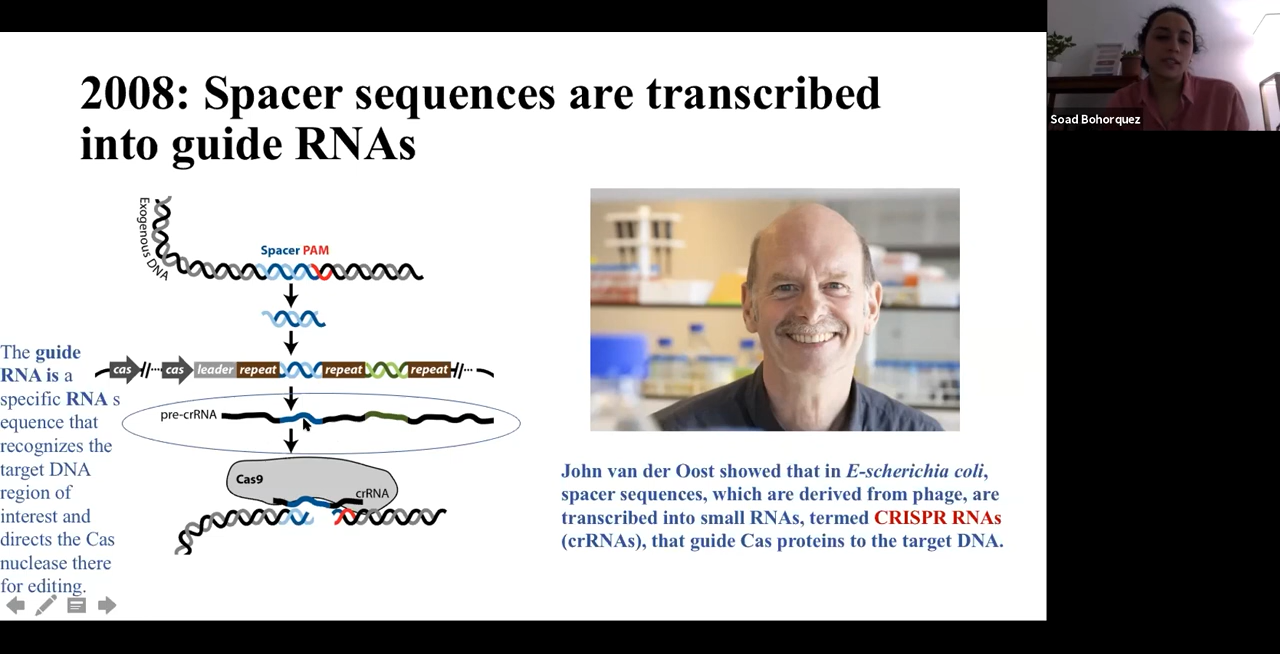 2008: Spacer sequences are transcribed
into guide RNAs
Soad Bohorquez
Exogenous DNA
Spacer PAM
cas cas leader repeat repeat repeat
pre-crRNA
Cas9
crRNA
The guide
RNA is a
specific RNA s
equence that
recognizes the
target DNA
region of
interest and
directs the Cas
nuclease there
for editing.
John van der Oost showed that in E-scherichia coli,
spacer sequences, which are derived from phage, are
transcribed into small RNAs, termed CRISPR RNAs
(crRNAs), that guide Cas proteins to the target DNA.